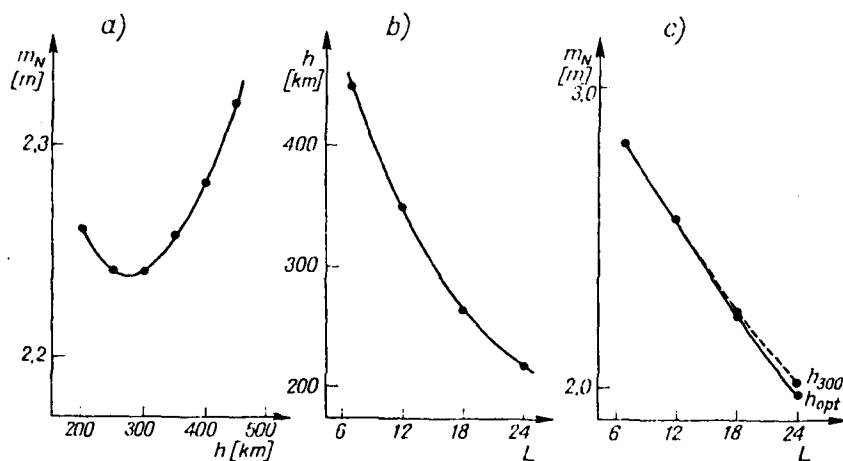 a)
m_N
[m]
2,3
2,2
200 300 400 500
h [km]
b)
h
[km]
400
300
200
6 12 18 24
L
c)
m_N
[m]
3,0
2,0
h_300
h_opt
6 12 18 24
L